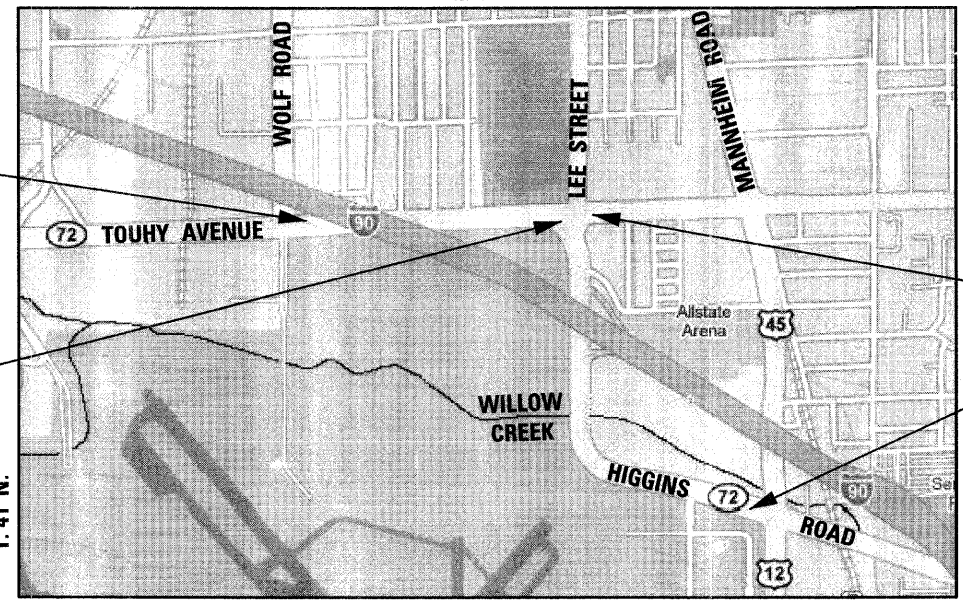 WOLF ROAD
LEE STREET
MANNHEIM ROAD
72 TOUHY AVENUE
90
Allstate
Arena
45
WILLOW
CREEK
HIGGINS
72
ROAD
90
12
T. 41 N.